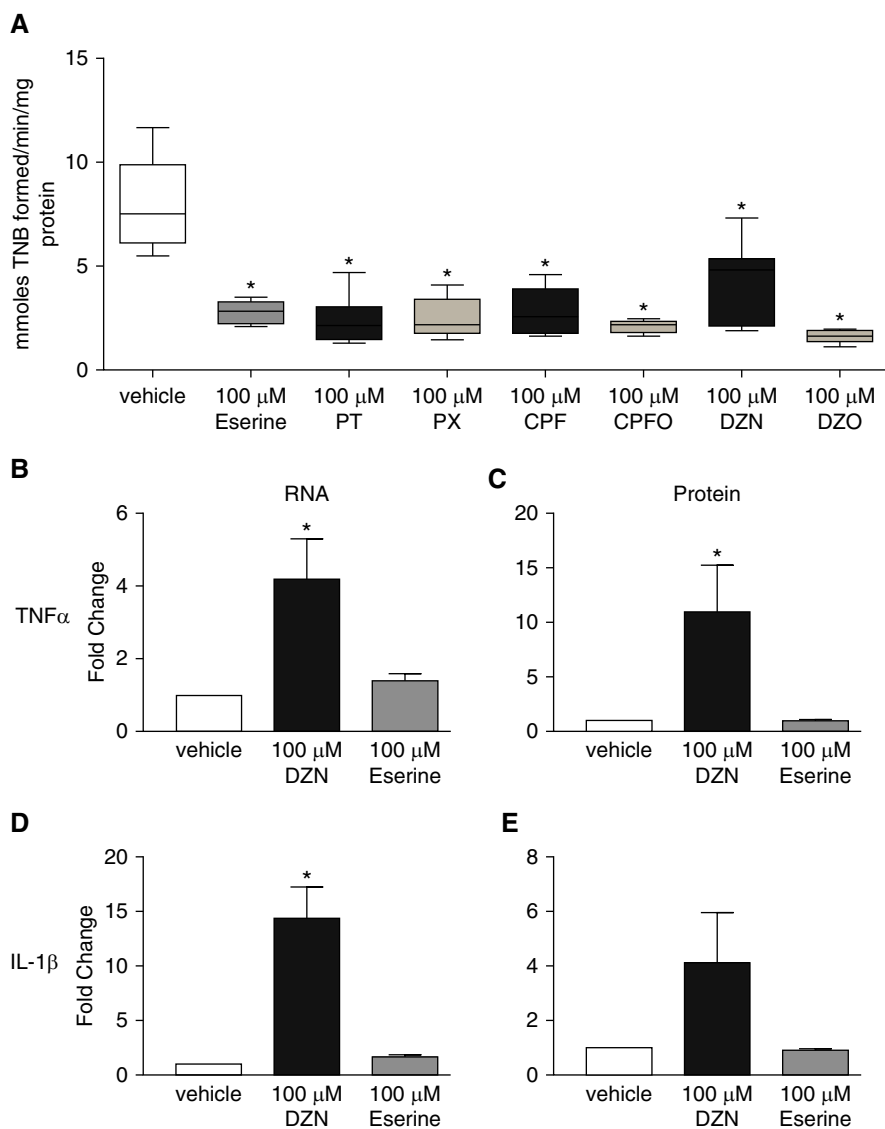 A
15
10
5
0
mmoles TNB formed/min/mg
protein
*
*
*
*
*
*
*
vehicle
100 μM
Eserine
100 μM
PT
100 μM
PX
100 μM
CPF
100 μM
CPFO
100 μM
DZN
100 μM
DZO
B
RNA
6
4
2
0
TNFα
Fold Change
*
vehicle
100 μM
DZN
100 μM
Eserine
C
Protein
20
15
10
5
0
*
vehicle
100 μM
DZN
100 μM
Eserine
D
20
15
10
5
0
IL-1β
Fold Change
*
vehicle
100 μM
DZN
100 μM
Eserine
E
8
6
4
2
0
vehicle
100 μM
DZN
100 μM
Eserine